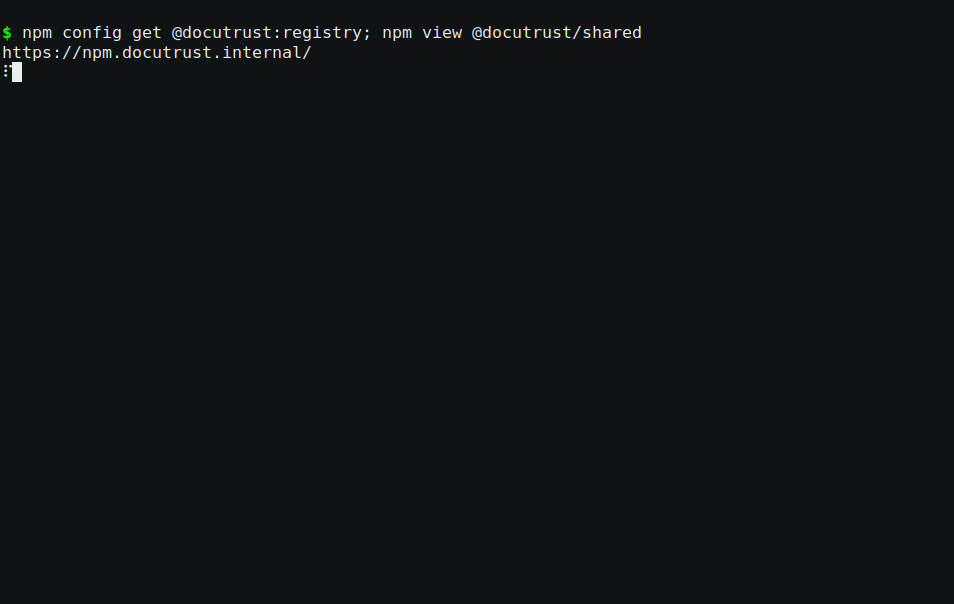 $ npm config get @docutrust:registry; npm view @docutrust/shared
https://npm.docutrust.internal/
⠏